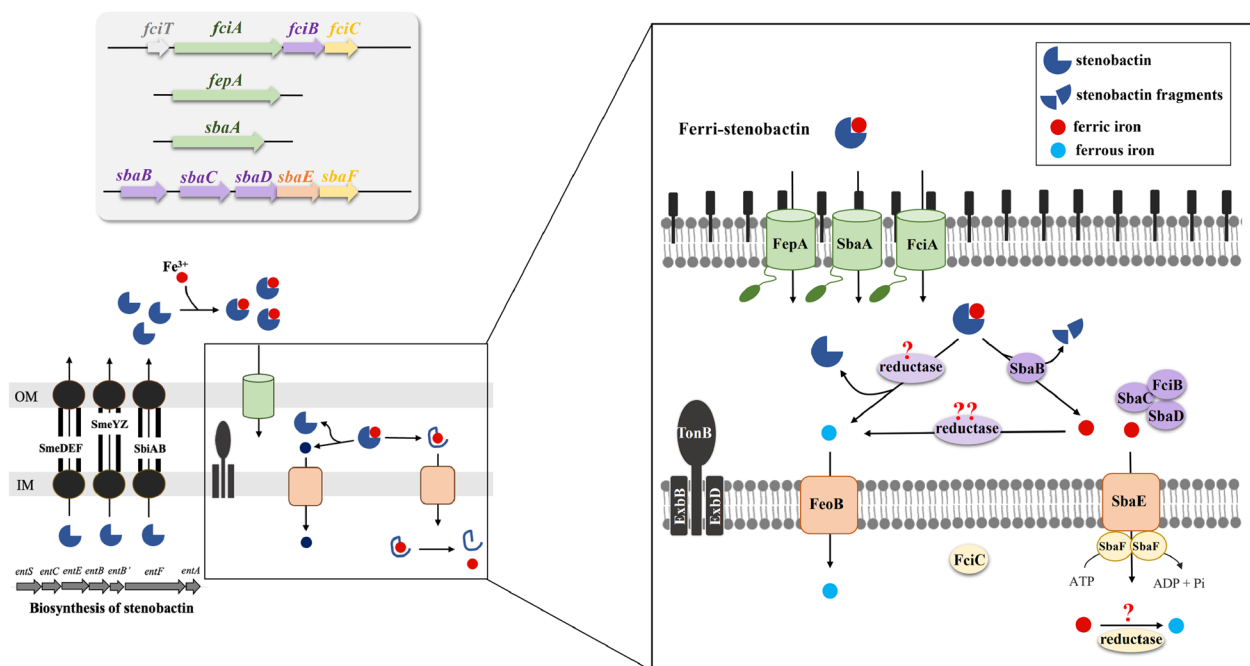 fciT fciA fciB fciC
fepA
sbaA
sbaB sbaC sbaD sbaE sbaF
Fe³⁺
OM
SmeYZ
SmeDEF SbiAB
IM
entS entC entE entB entB' entF entA
Biosynthesis of stenobactin
stenobactin
stenobactin fragments
ferric iron
ferrous iron
Ferri-stenobactin
FepA SbaA FciA
?
reductase
SbaB
FciB
SbaC
SbaD
??
reductase
TonB
ExbB ExbD
FeoB
SbaE
SbaF SbaF
FciC
ATP ADP + Pi
?
reductase